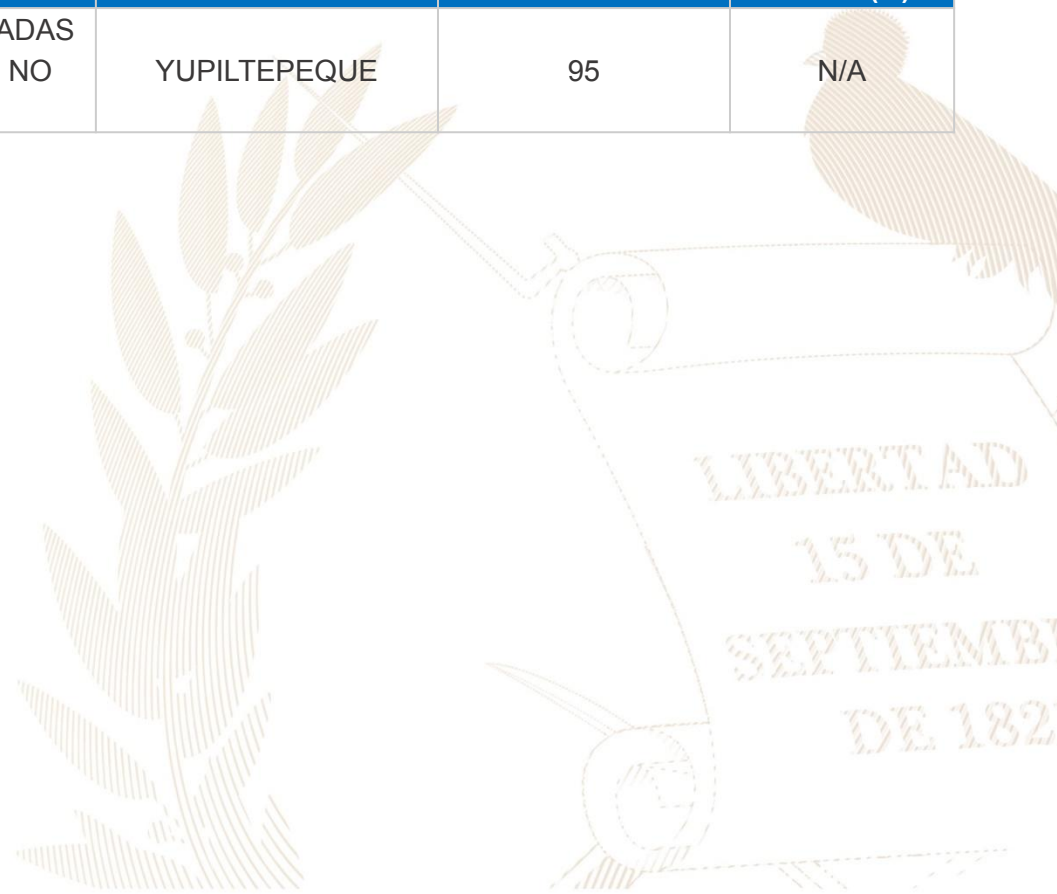 ADAS
NO YUPILTEPEQUE 95 N/A
LIBERTAD
15 DE
SEPTIEMB
DE 182